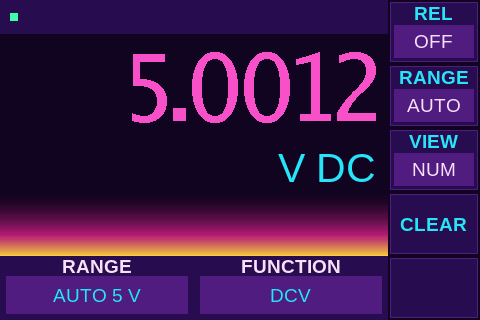 5.0012
V DC
RANGE
AUTO 5 V
FUNCTION
DCV
REL
OFF
RANGE
AUTO
VIEW
NUM
CLEAR